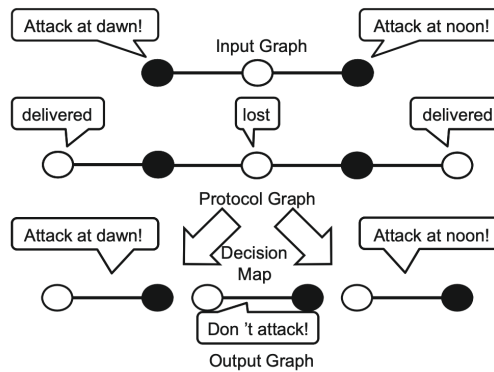 Attack at dawn!
Attack at noon!
Input Graph
delivered
lost
delivered
Protocol Graph
Attack at dawn!
Decision
Map
Attack at noon!
Don 't attack!
Output Graph